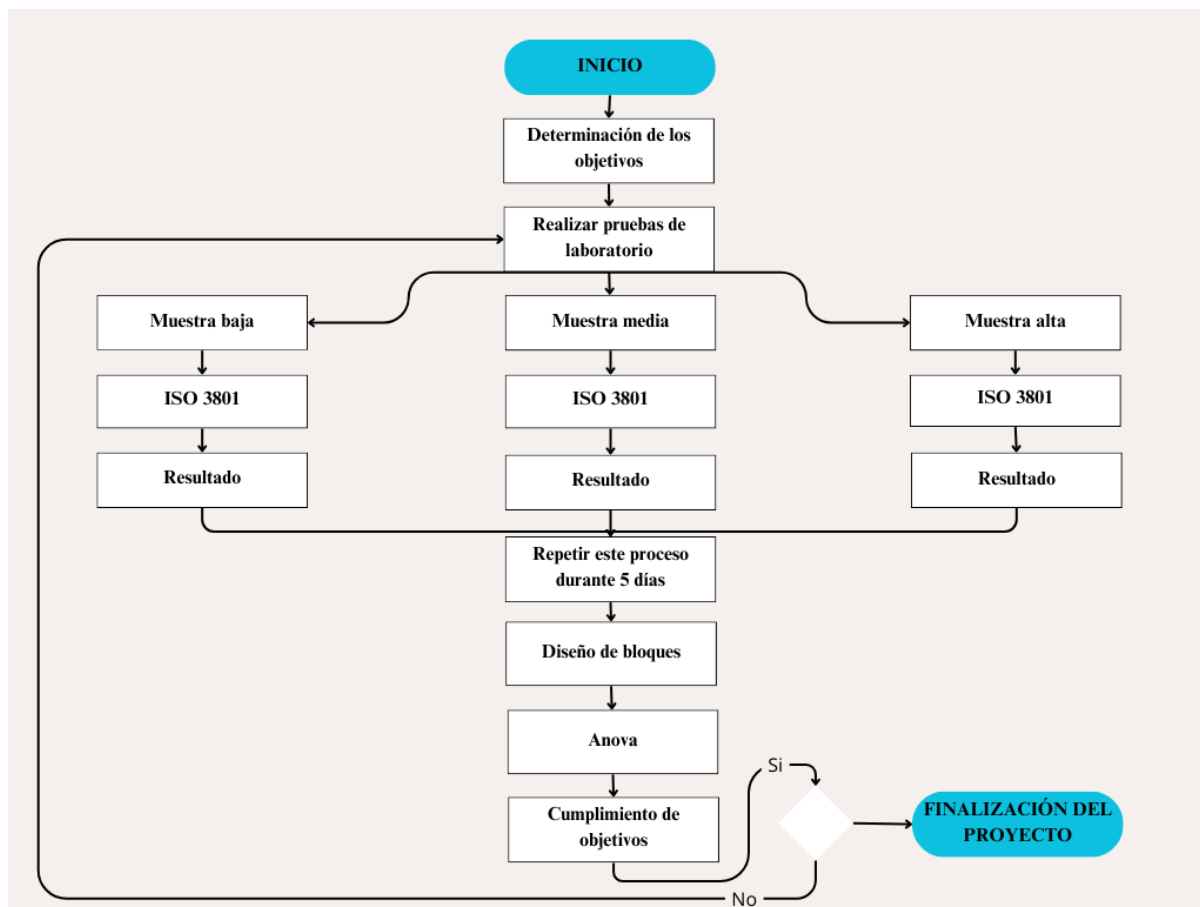 INICIO
Determinación de los
objetivos
Realizar pruebas de
laboratorio
Muestra baja
Muestra media
Muestra alta
ISO 3801
ISO 3801
ISO 3801
Resultado
Resultado
Resultado
Repetir este proceso
durante 5 días
Diseño de bloques
Anova
Cumplimiento de
objetivos
Si
No
FINALIZACIÓN DEL
PROYECTO